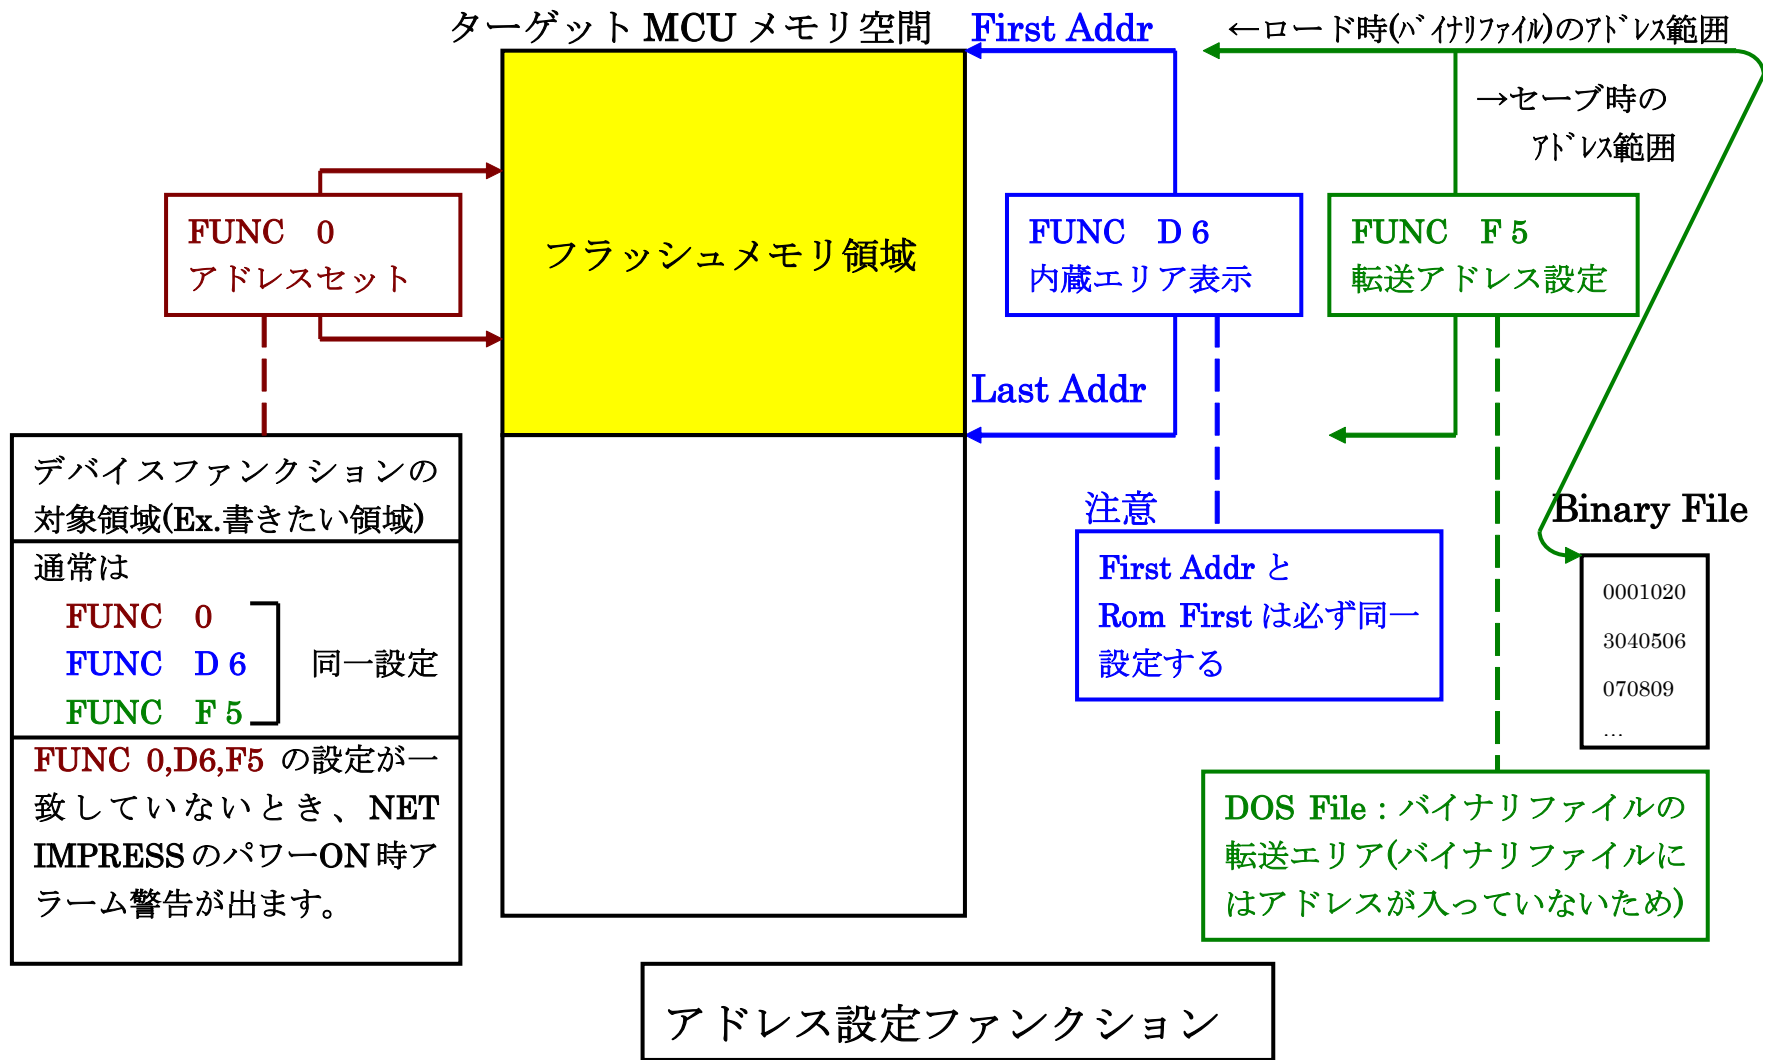 ターゲット MCU メモリ空間
First Addr
←ロード時(ﾊﾞｲﾅﾘﾌｧｲﾙ)のｱﾄﾞﾚｽ範囲
→セーブ時の
ｱﾄﾞﾚｽ範囲
FUNC 0
アドレスセット
フラッシュメモリ領域
FUNC D 6
内蔵エリア表示
FUNC F 5
転送アドレス設定
Last Addr
デバイスファンクションの
対象領域(Ex.書きたい領域)
通常は
FUNC 0
FUNC D 6
FUNC F 5
同一設定
FUNC 0,D6,F5 の設定が一
致していないとき、NET
IMPRESS のパワーON 時ア
ラーム警告が出ます。
注意
First Addr と
Rom First は必ず同一
設定する
Binary File
0001020
3040506
070809
…
DOS File : バイナリファイルの
転送エリア(バイナリファイルに
はアドレスが入っていないため)
アドレス設定ファンクション